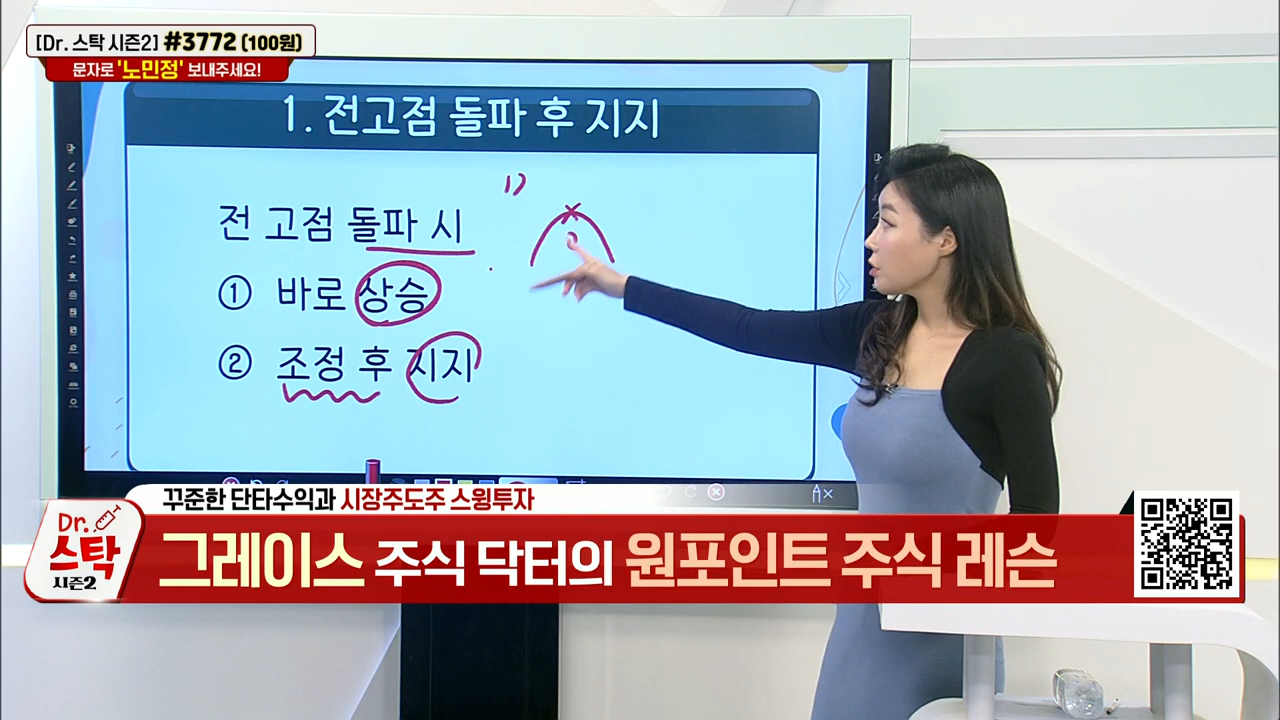 [Dr. 스탁 시즌2] #3772 (100원)
문자로 '노민정' 보내주세요!
1. 전고점 돌파 후 지지
1)
전 고점 돌파 시
① 바로 상승
② 조정 후 지지
꾸준한 단타수익과 시장주도주 스윙투자
Dr.
스탁
시즌2
그레이스 주식 닥터의 원포인트 주식 레슨